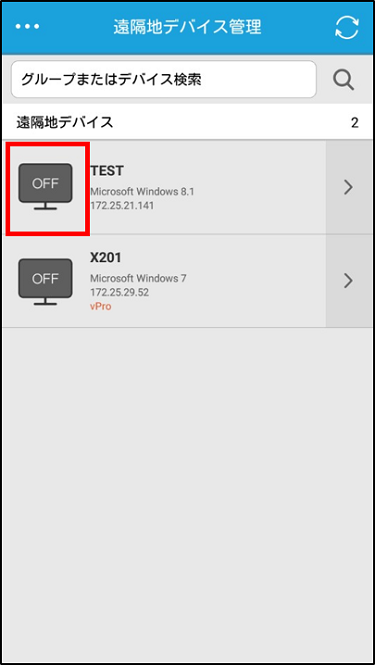 遠隔地デバイス管理
グループまたはデバイス検索
遠隔地デバイス 2
OFF
TEST
Microsoft Windows 8.1
172.25.21.141
OFF
X201
Microsoft Windows 7
172.25.29.52
vPro